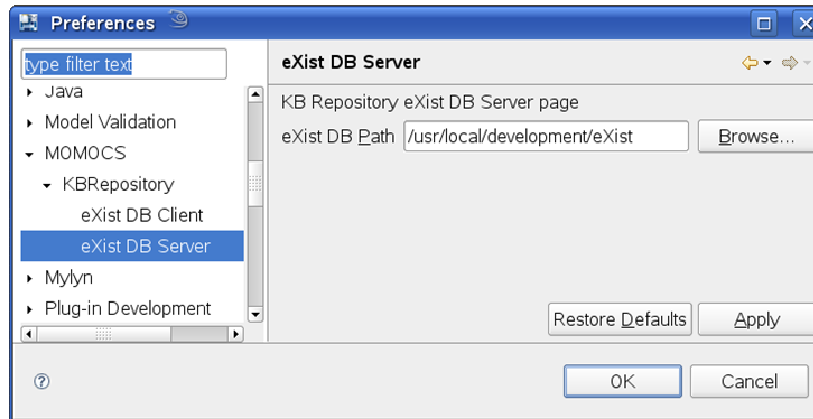 Preferences
type filter text
Java
Model Validation
MOMOCS
KBRepository
eXist DB Client
eXist DB Server
Mylyn
Plug-in Development
eXist DB Server
KB Repository eXist DB Server page
eXist DB Path /usr/local/development/eXist Browse...
Restore Defaults Apply
? OK Cancel